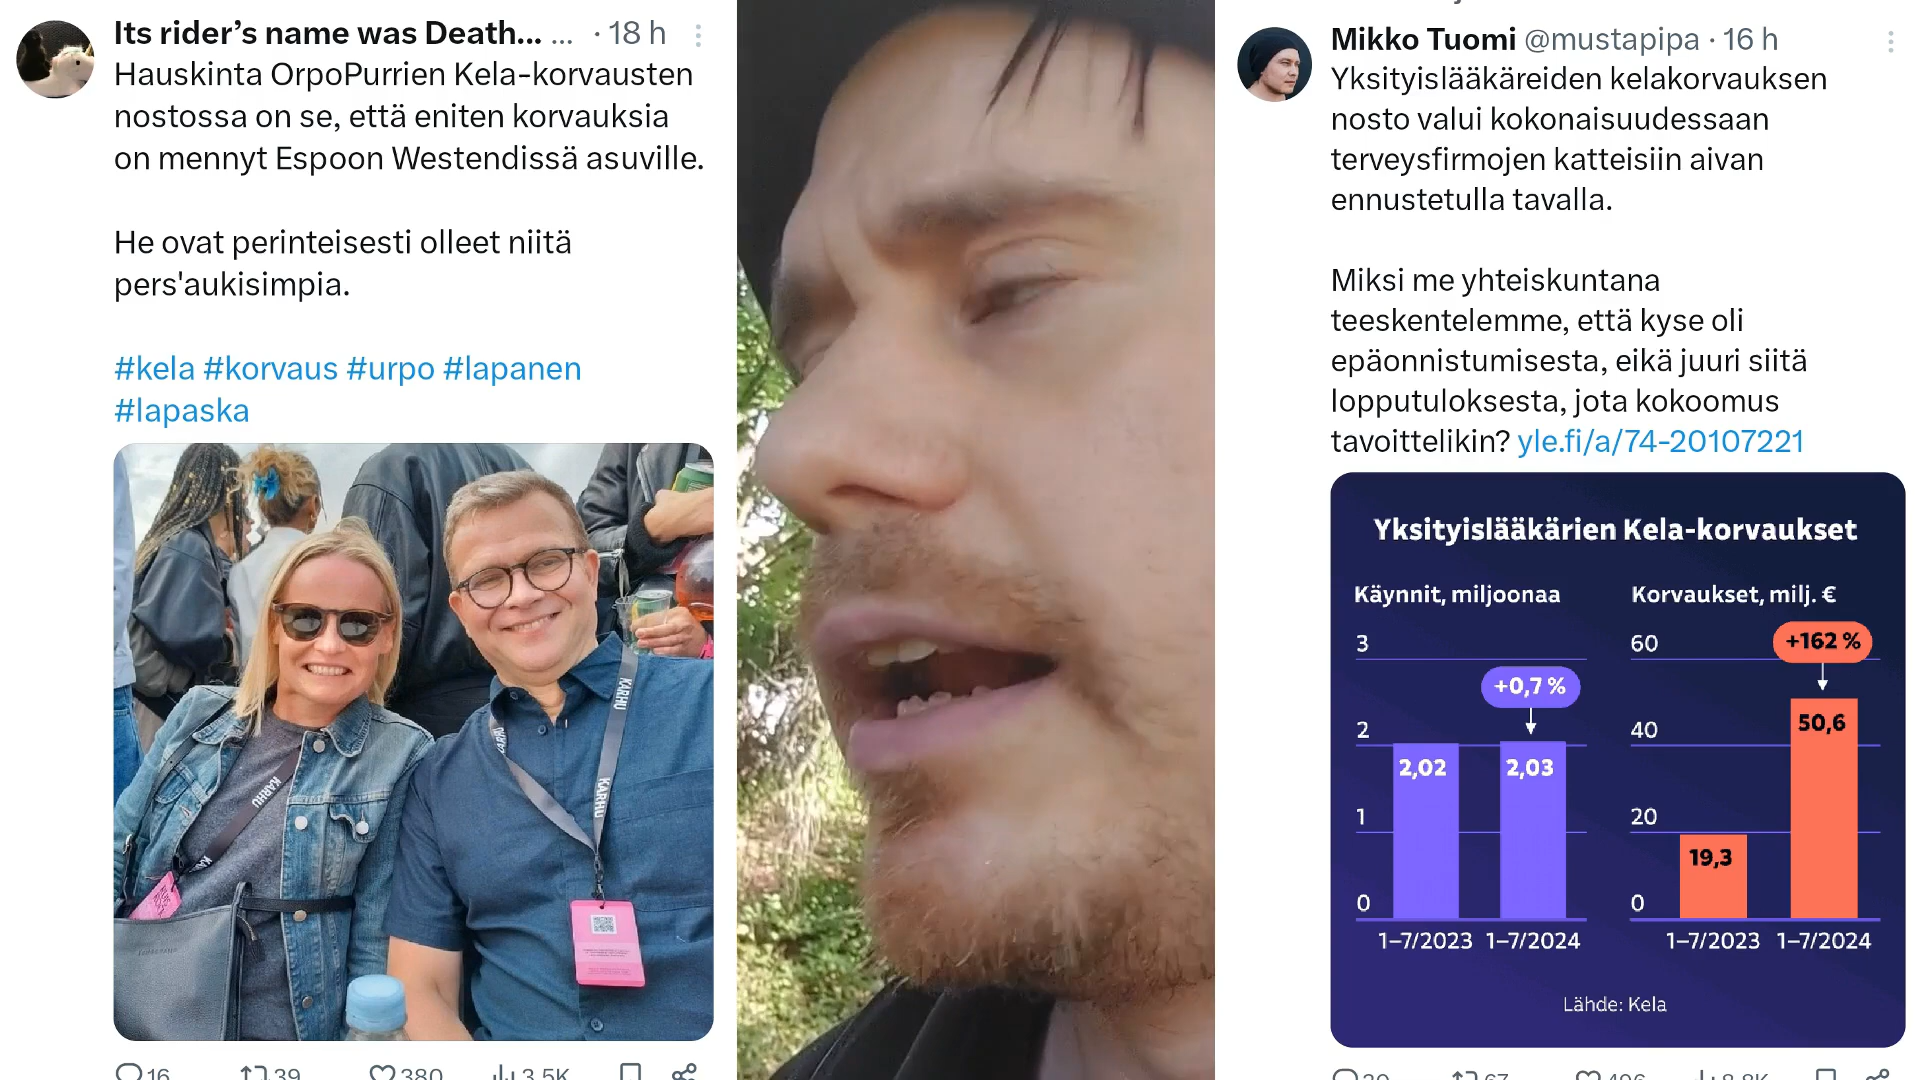 Its rider’s name was Death... ... · 18 h
Hauskinta OrpoPurrien Kela-korvausten
nostossa on se, että eniten korvauksia
on mennyt Espoon Westendissä asuville.
He ovat perinteisesti olleet niitä
pers'aukisimpia.
#kela #korvaus #urpo #lapanen
#lapaska
KARHU
KARHU
KARHU
16 39 380 3,5K
Mikko Tuomi @mustapipa · 16 h
Yksityislääkäreiden kelakorvauksen
nosto valui kokonaisuudessaan
terveysfirmojen katteisiin aivan
ennustetulla tavalla.
Miksi me yhteiskuntana
teeskentelemme, että kyse oli
epäonnistumisesta, eikä juuri siitä
lopputuloksesta, jota kokoomus
tavoittelikin? yle.fi/a/74-20107221
Yksityislääkärien Kela-korvaukset
Käynnit, miljoonaa
3
+0,7 %
2
2,02
2,03
1
0
1–7/2023 1–7/2024
Korvaukset, milj. €
60
+162 %
50,6
40
20
19,3
0
1–7/2023 1–7/2024
Lähde: Kela